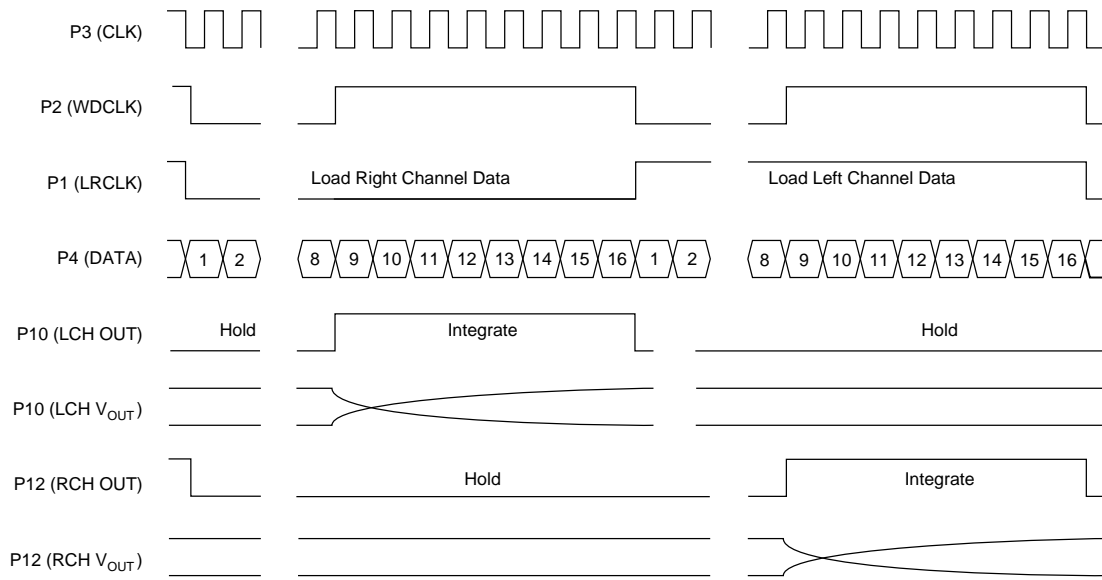 P3 (CLK)
P2 (WDCLK)
P1 (LRCLK)
Load Right Channel Data
Load Left Channel Data
P4 (DATA)
1 2
8 9 10 11 12 13 14 15 16 1 2
8 9 10 11 12 13 14 15 16
P10 (LCH OUT)
Hold
Integrate
Hold
P10 (LCH VOUT)
P12 (RCH OUT)
Hold
Integrate
P12 (RCH VOUT)